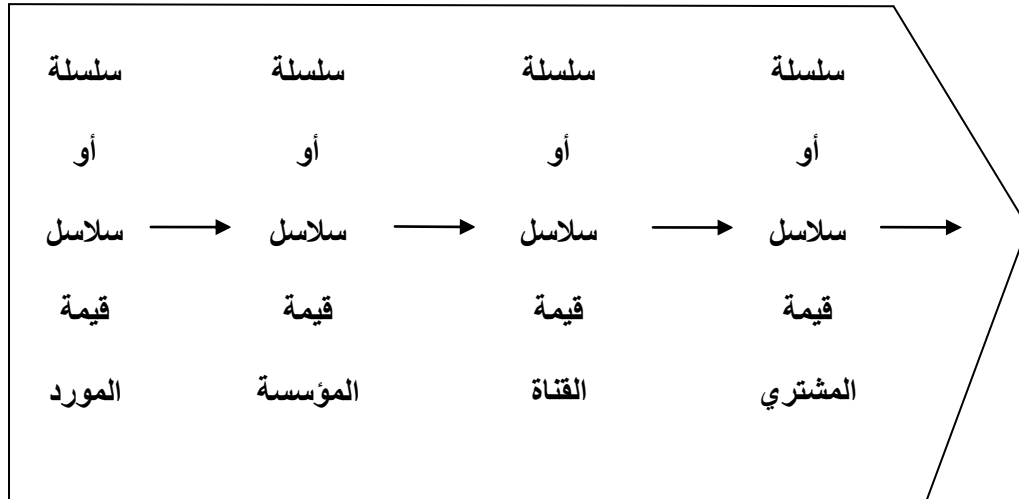 سلسلة
أو
سلاسل
قيمة
المورد
سلسلة
أو
سلاسل
قيمة
المؤسسة
سلسلة
أو
سلاسل
قيمة
القناة
سلسلة
أو
سلاسل
قيمة
المشتري